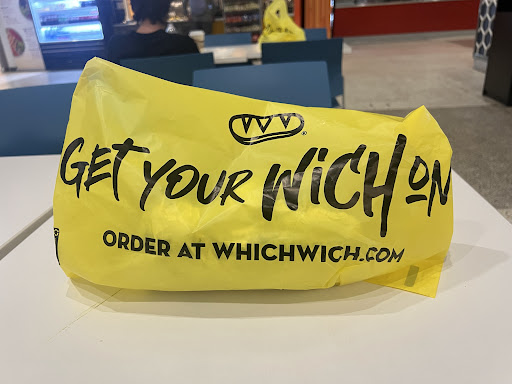 GET YOUR WiCH ON
ORDER AT WHICHWICH.COM